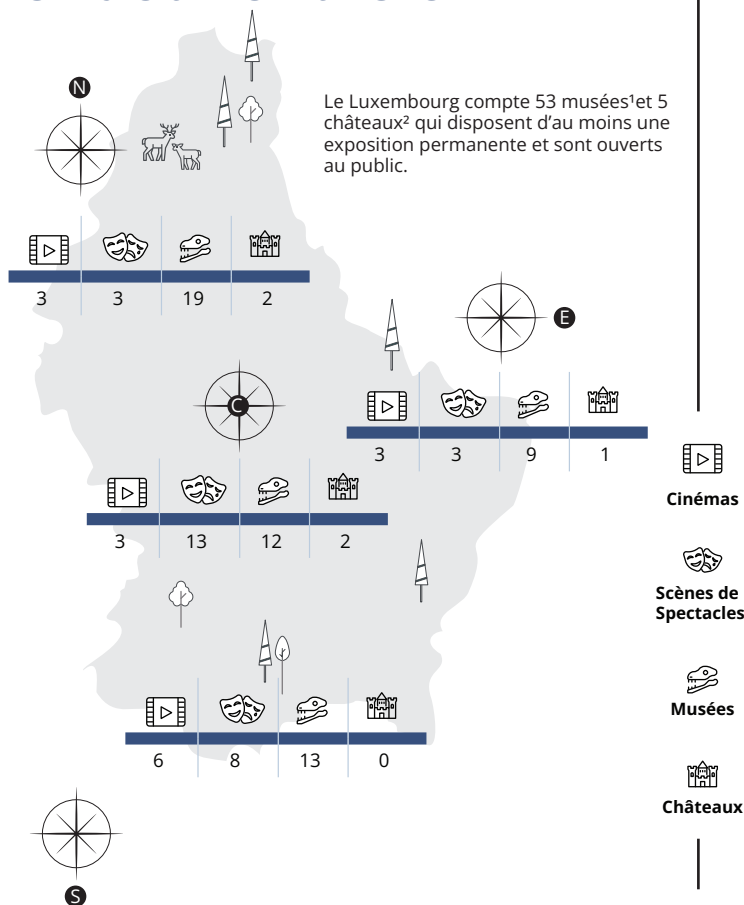 N
Le Luxembourg compte 53 musées¹et 5
châteaux² qui disposent d’au moins une
exposition permanente et sont ouverts
au public.
3 3 19 2
E
C
3 3 9 1
Cinémas
3 13 12 2
Scènes de
Spectacles
Musées
6 8 13 0
Châteaux
S